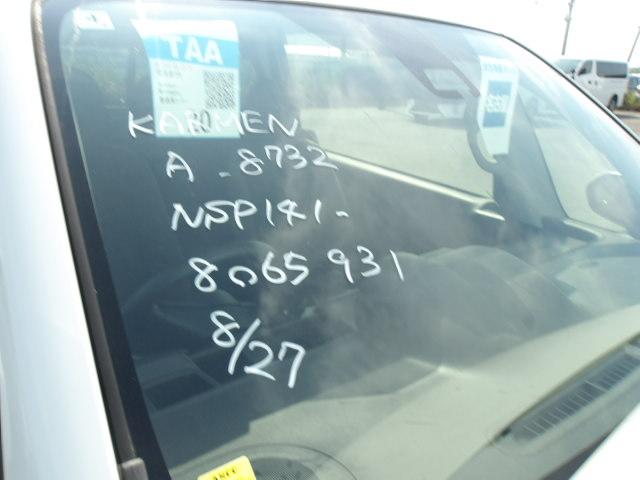 TAA
KARMEN
A-8732
NSP141-
8065931
8/27